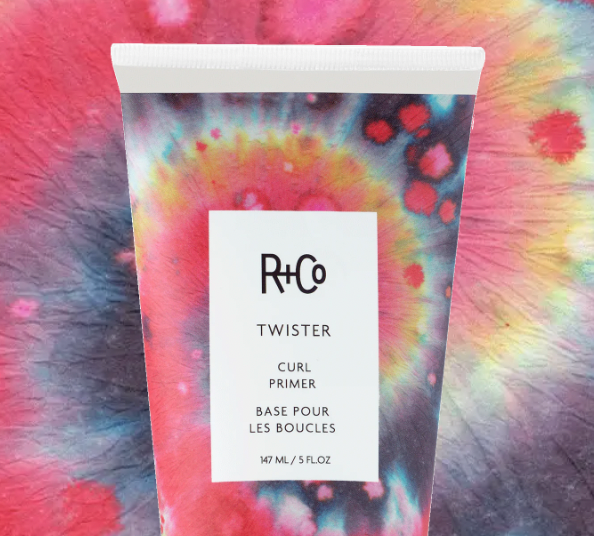 R+Co
TWISTER
CURL
PRIMER
BASE POUR
LES BOUCLES
147 ML / 5 FL.OZ